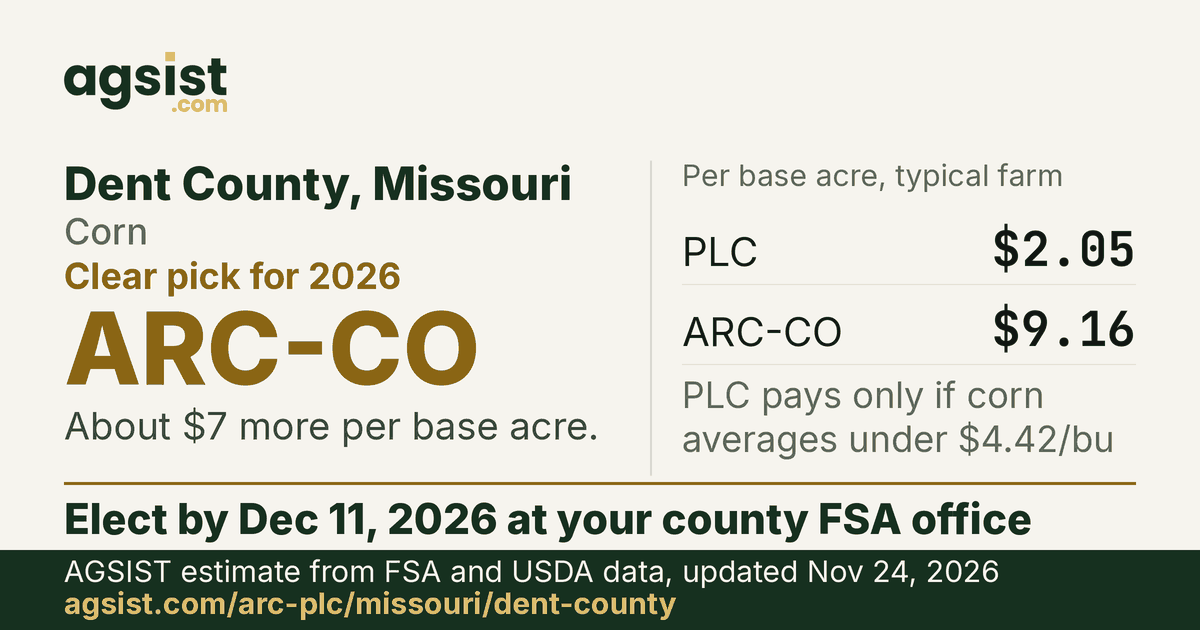 agsist
.com
Dent County, Missouri
Corn
Clear pick for 2026
ARC-CO
About $7 more per base acre.
Per base acre, typical farm
PLC $2.05
ARC-CO $9.16
PLC pays only if corn
averages under $4.42/bu
Elect by Dec 11, 2026 at your county FSA office
AGSIST estimate from FSA and USDA data, updated Nov 24, 2026
agsist.com/arc-plc/missouri/dent-county